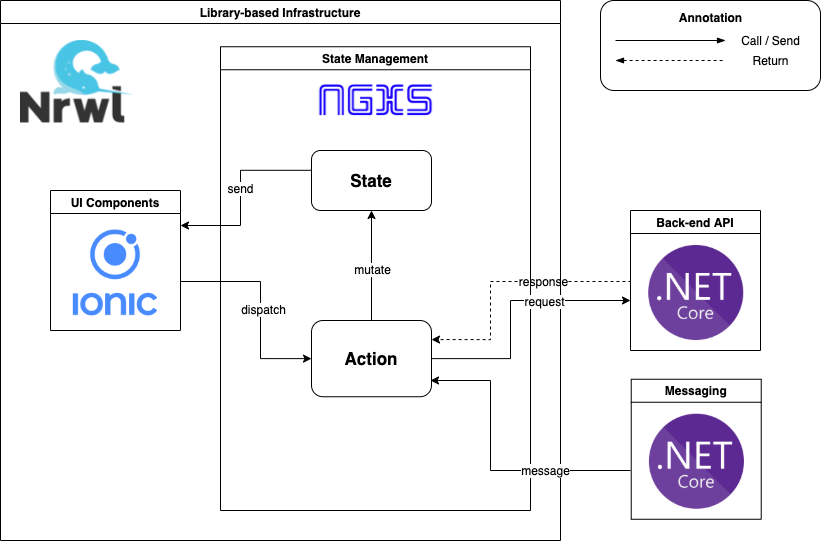 Library-based Infrastructure
Annotation
Call / Send
Return
Nrwl
State Management
NGXS
State
send
UI Components
IONIC
mutate
dispatch
Action
response
request
Back-end API
.NET
Core
Messaging
.NET
Core
message